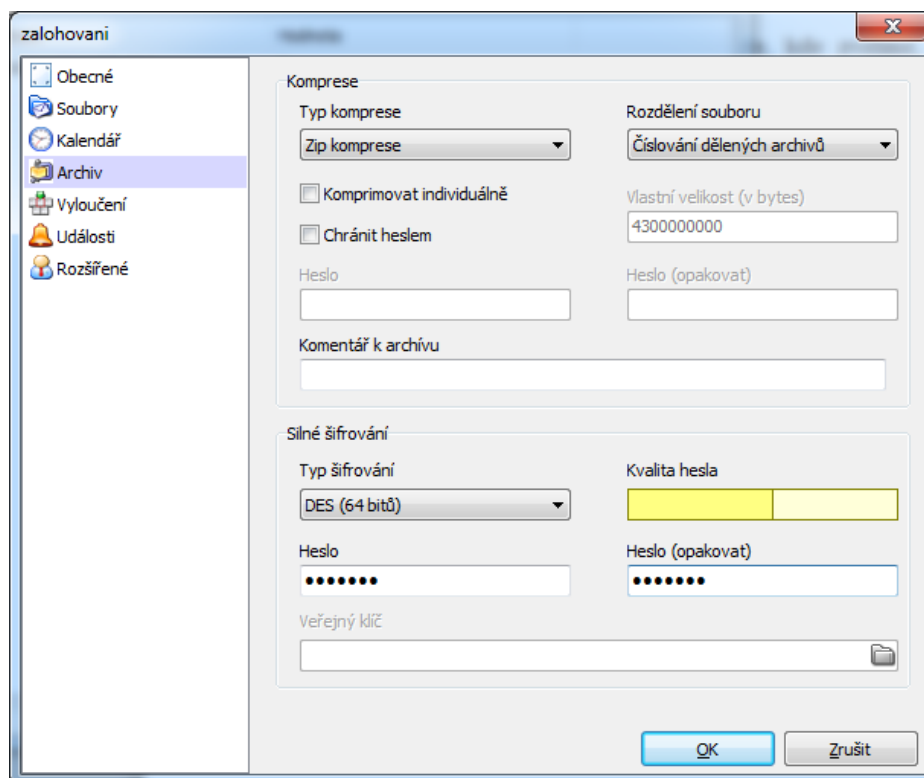 zalohovani
Obecné
Soubory
Kalendář
Archiv
Vyloučení
Události
Rozšířené
Komprese
Typ komprese
Rozdělení souboru
Zip komprese
Číslování dělených archivů
Komprimovat individuálně
Vlastní velikost (v bytes)
4300000000
Chránit heslem
Heslo
Heslo (opakovat)
Komentář k archívu
Silné šifrování
Typ šifrování
Kvalita hesla
DES (64 bitů)
Heslo
Heslo (opakovat)
•••••••
•••••••
Veřejný klíč
OK
Zrušit